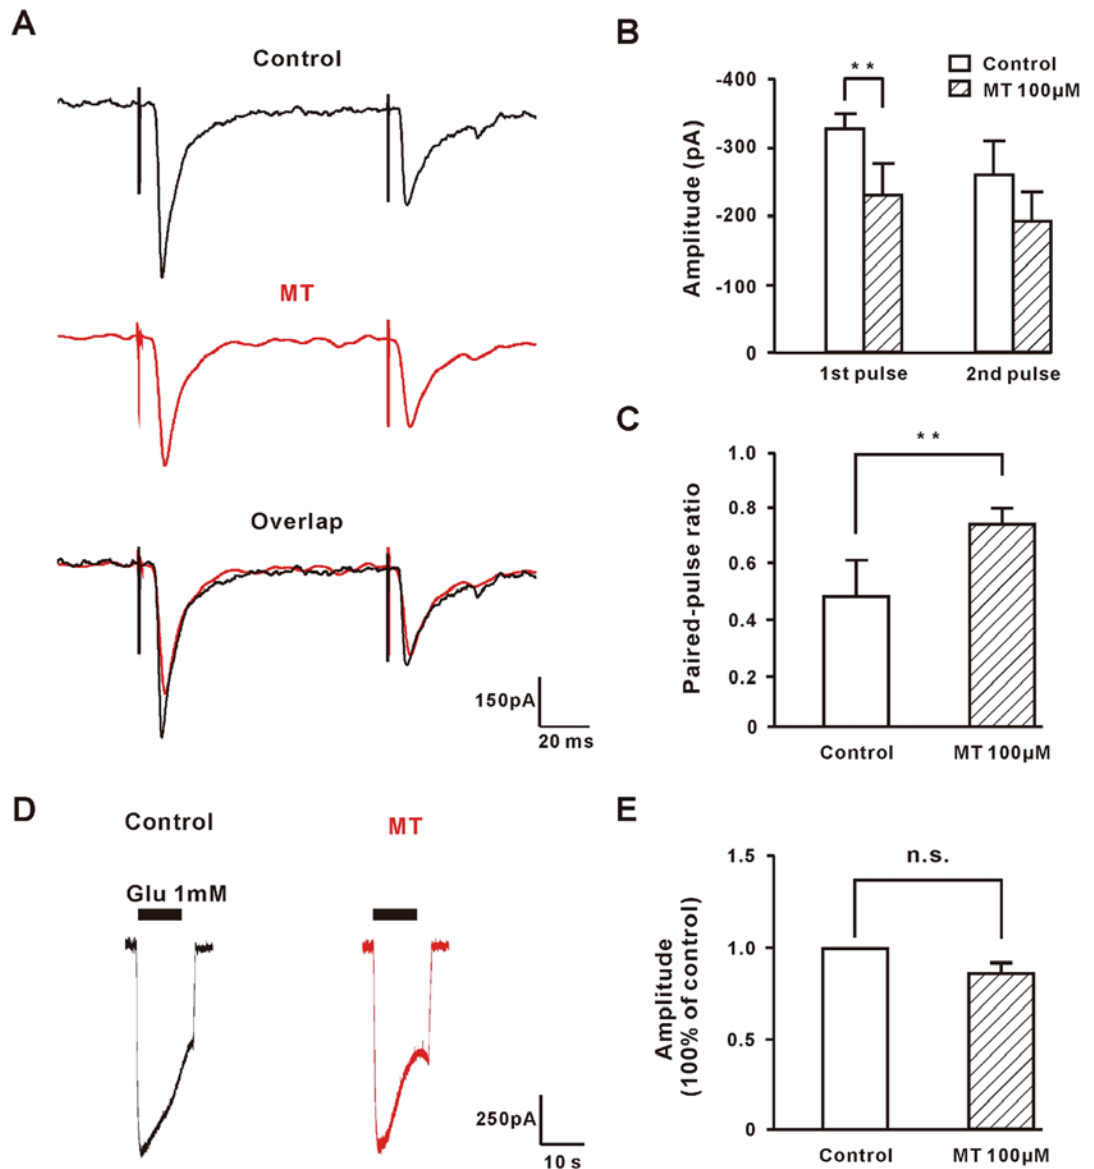 A
Control
MT
Overlap
150pA
20 ms
B
Control
MT 100μM
* *
Amplitude (pA)
-400
-300
-200
-100
0
1st pulse
2nd pulse
C
* *
Paired-pulse ratio
1.0
0.8
0.6
0.4
0.2
0
Control
MT 100μM
D
Control
MT
Glu 1mM
250pA
10 s
E
n.s.
Amplitude
(100% of control)
1.5
1.0
0.5
0
Control
MT 100μM